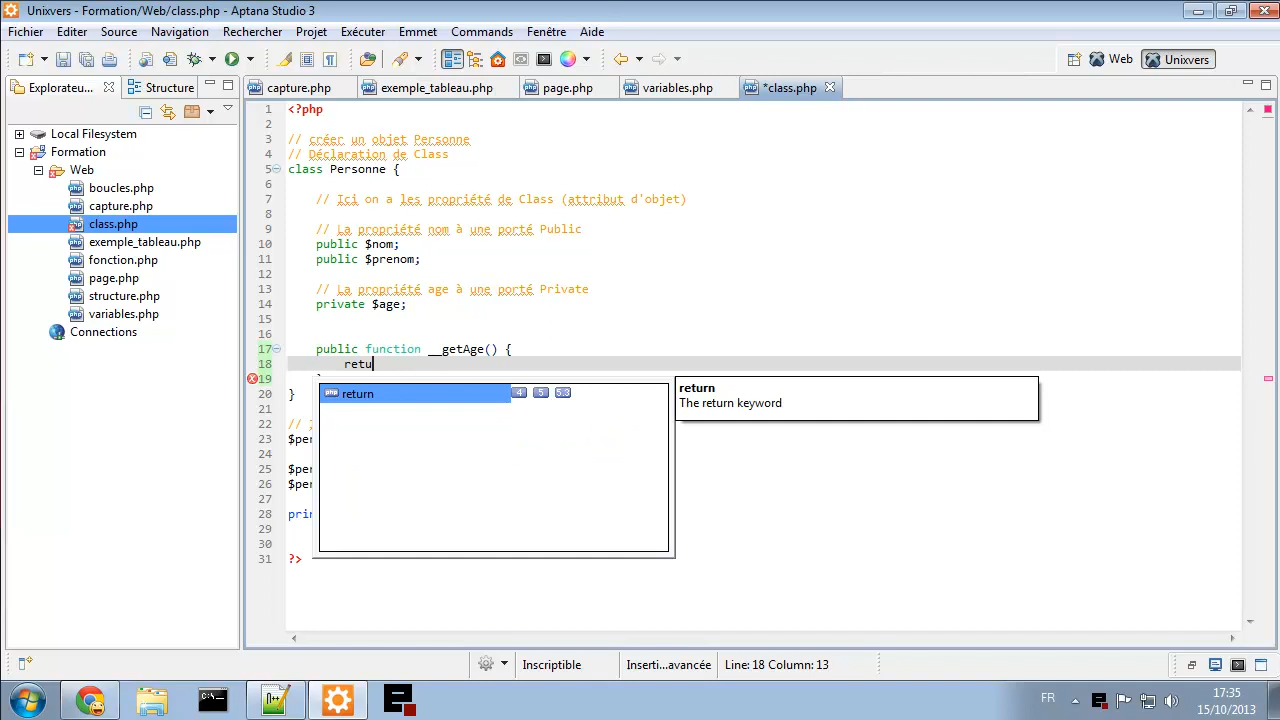 Unixvers - Formation/Web/class.php - Aptana Studio 3
Fichier Editer Source Navigation Rechercher Projet Exécuter Emmet Commands Fenêtre Aide
Web Unixvers
Explorateu... Structure
capture.php exemple_tableau.php page.php variables.php *class.php
Local Filesystem
Formation
Web
boucles.php
capture.php
class.php
exemple_tableau.php
fonction.php
page.php
structure.php
variables.php
Connections
1 <?php
2
3 // créer un objet Personne
4 // Déclaration de Class
5 class Personne {
6
7 // Ici on a les propriété de Class (attribut d'objet)
8
9 // La propriété nom à une porté Public
10 public $nom;
11 public $prenom;
12
13 // La propriété age à une porté Private
14 private $age;
15
16
17 public function __getAge() {
18 retu
19
20 }
21
22 //
23 $per
24
25 $per
26 $per
27
28 prin
29
30
31 ?>
php return 4 5 5.3
return
The return keyword
Inscriptible Inserti...avancée Line: 18 Column: 13
FR 17:35
15/10/2013